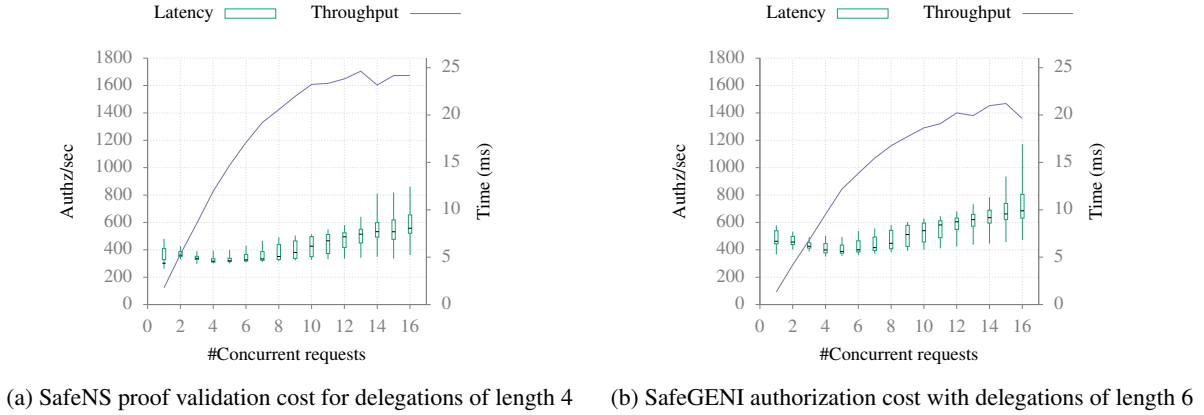 Latency Throughput
1800
1600
1400
1200
1000
800
600
400
200
0
Authz/sec
25
20
15
10
5
0
Time (ms)
0 2 4 6 8 10 12 14 16
#Concurrent requests
(a) SafeNS proof validation cost for delegations of length 4
Latency Throughput
1800
1600
1400
1200
1000
800
600
400
200
0
Authz/sec
25
20
15
10
5
0
Time (ms)
0 2 4 6 8 10 12 14 16
#Concurrent requests
(b) SafeGENI authorization cost with delegations of length 6